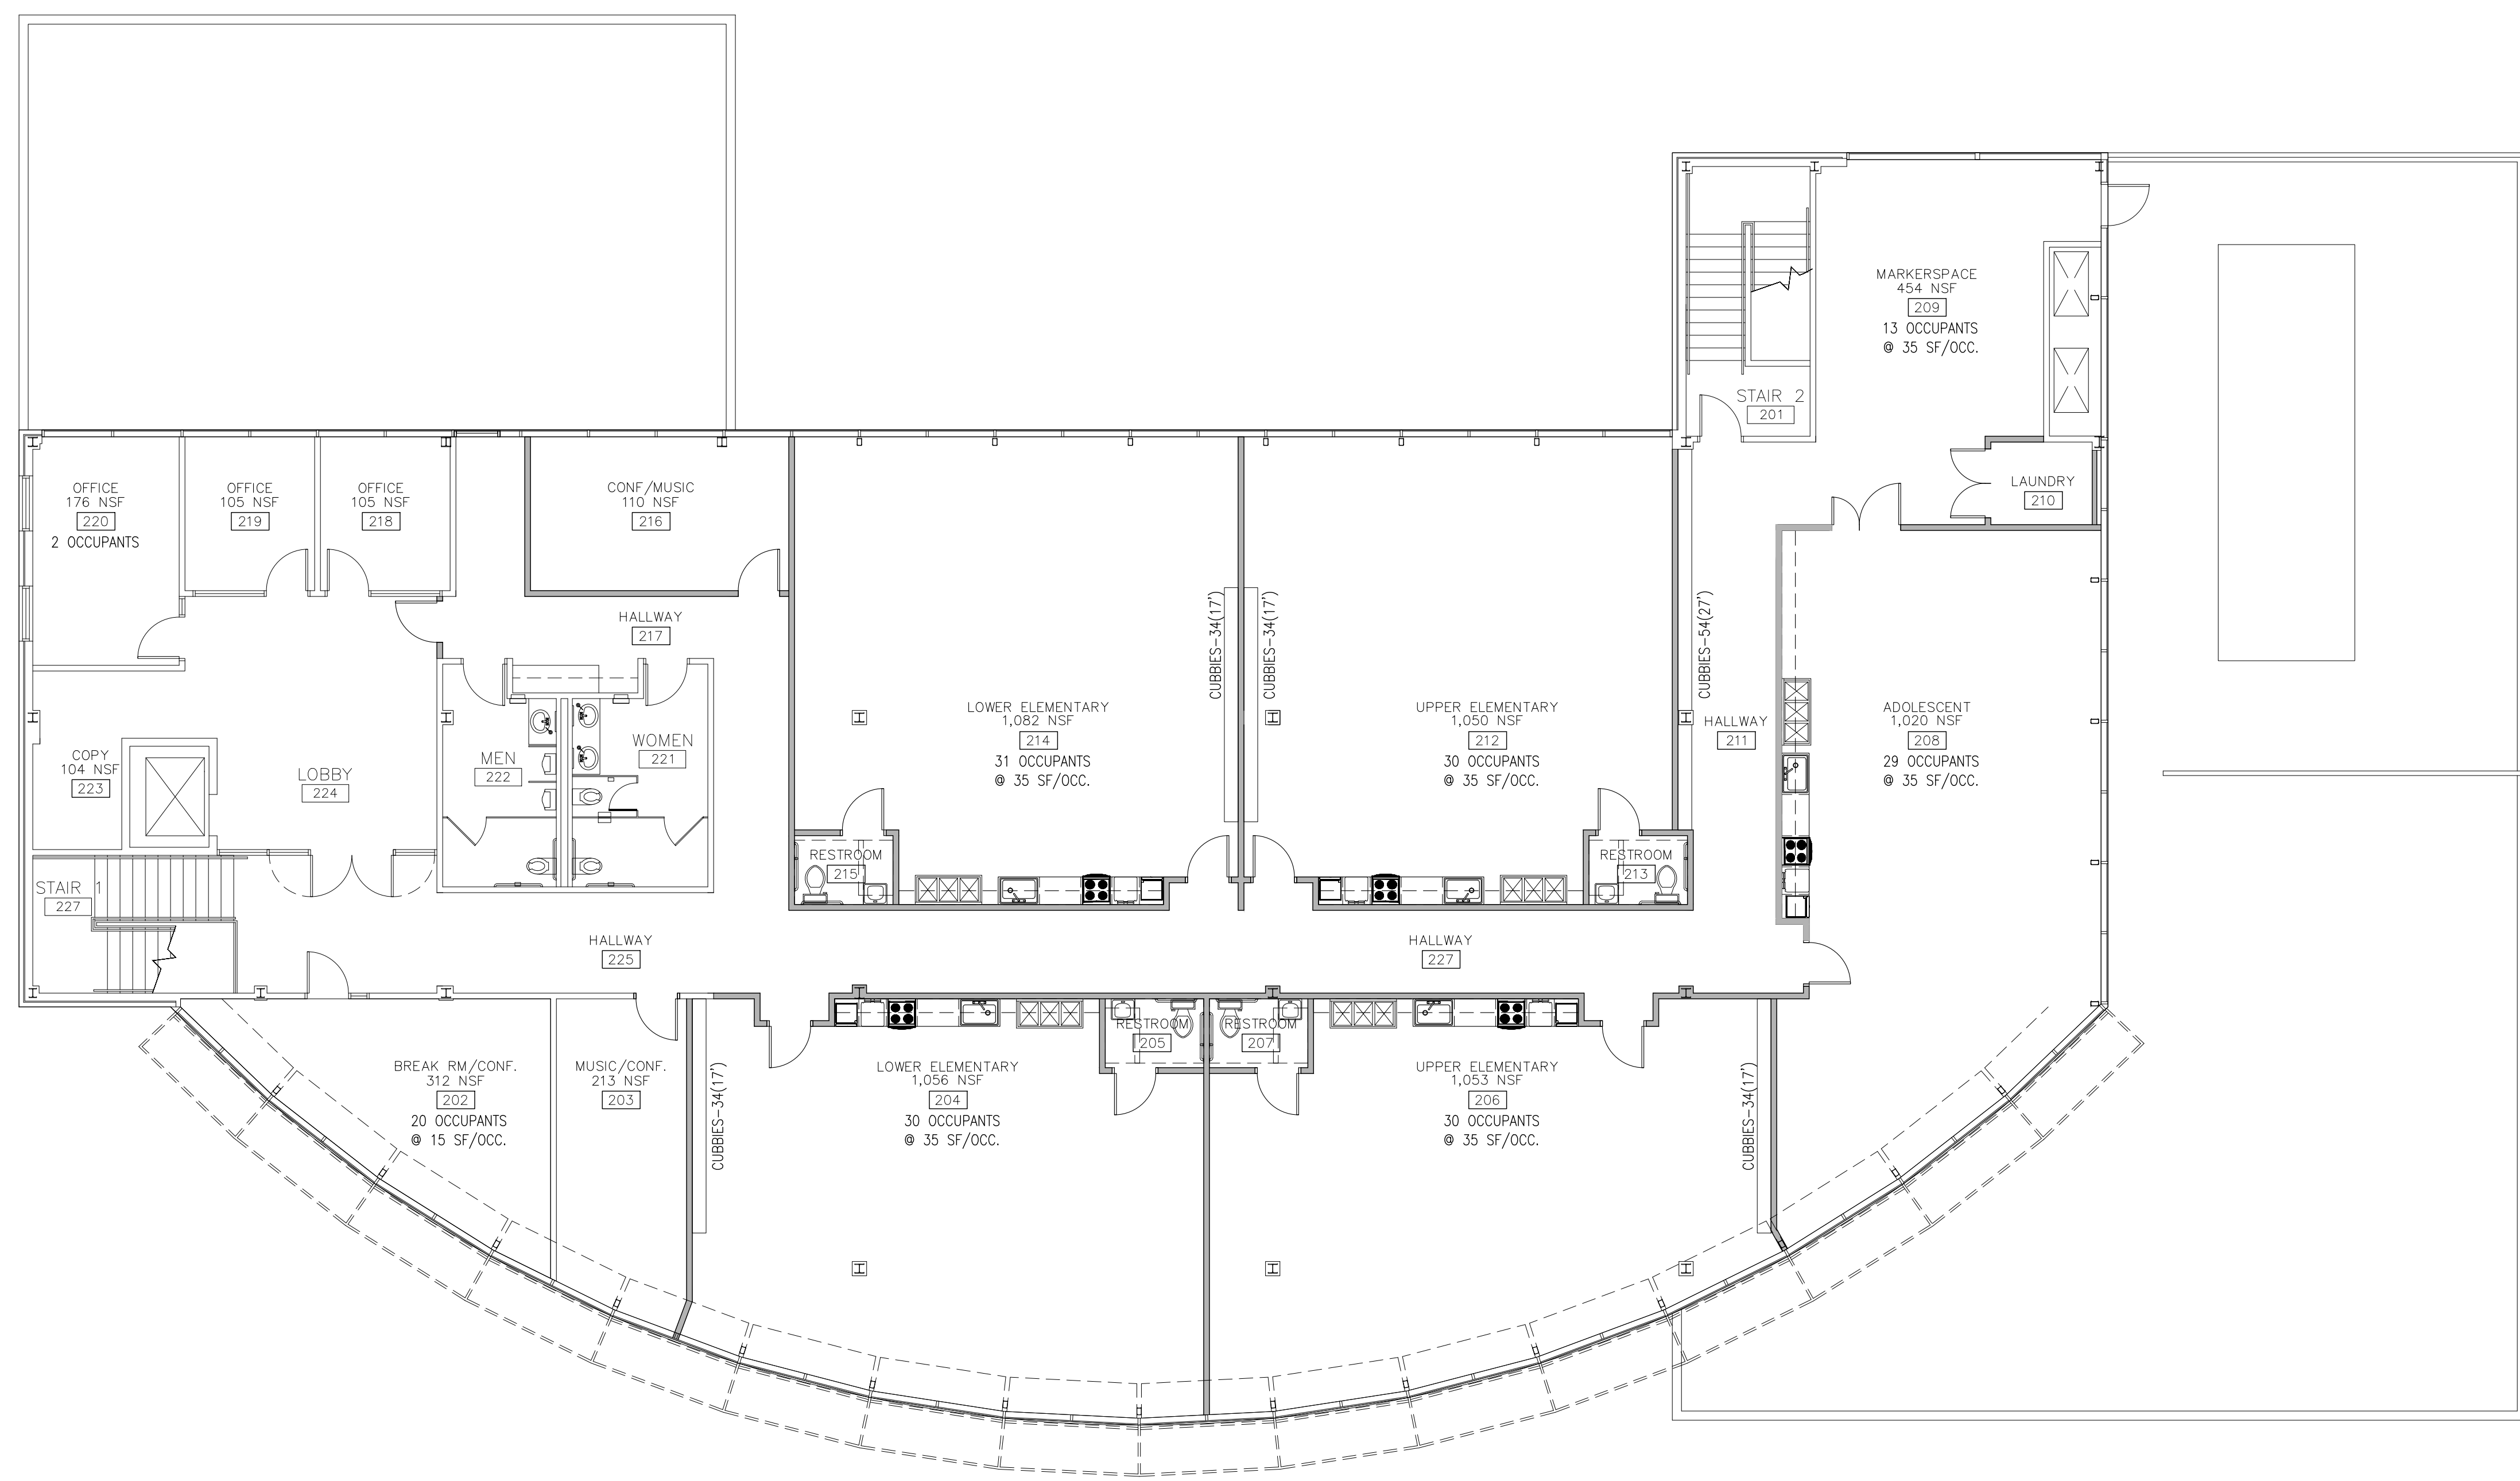 MARKERSPACE
454 NSF
209
13 OCCUPANTS
@ 35 SF/OCC.
STAIR 2
201
OFFICE
176 NSF
220
2 OCCUPANTS
OFFICE
105 NSF
219
OFFICE
105 NSF
218
CONF/MUSIC
110 NSF
216
LAUNDRY
210
HALLWAY
217
CUBBIES-34(17')
CUBBIES-34(17')
CUBBIES-54(27')
COPY
104 NSF
223
LOBBY
224
MEN
222
WOMEN
221
LOWER ELEMENTARY
1,082 NSF
214
31 OCCUPANTS
@ 35 SF/OCC.
UPPER ELEMENTARY
1,050 NSF
212
30 OCCUPANTS
@ 35 SF/OCC.
HALLWAY
211
ADOLESCENT
1,020 NSF
208
29 OCCUPANTS
@ 35 SF/OCC.
STAIR 1
227
RESTROOM
215
RESTROOM
213
HALLWAY
225
HALLWAY
227
BREAK RM/CONF.
312 NSF
202
20 OCCUPANTS
@ 15 SF/OCC.
MUSIC/CONF.
213 NSF
203
CUBBIES-34(17')
LOWER ELEMENTARY
1,056 NSF
204
30 OCCUPANTS
@ 35 SF/OCC.
RESTROOM
205
RESTROOM
207
UPPER ELEMENTARY
1,053 NSF
206
30 OCCUPANTS
@ 35 SF/OCC.
CUBBIES-34(17')